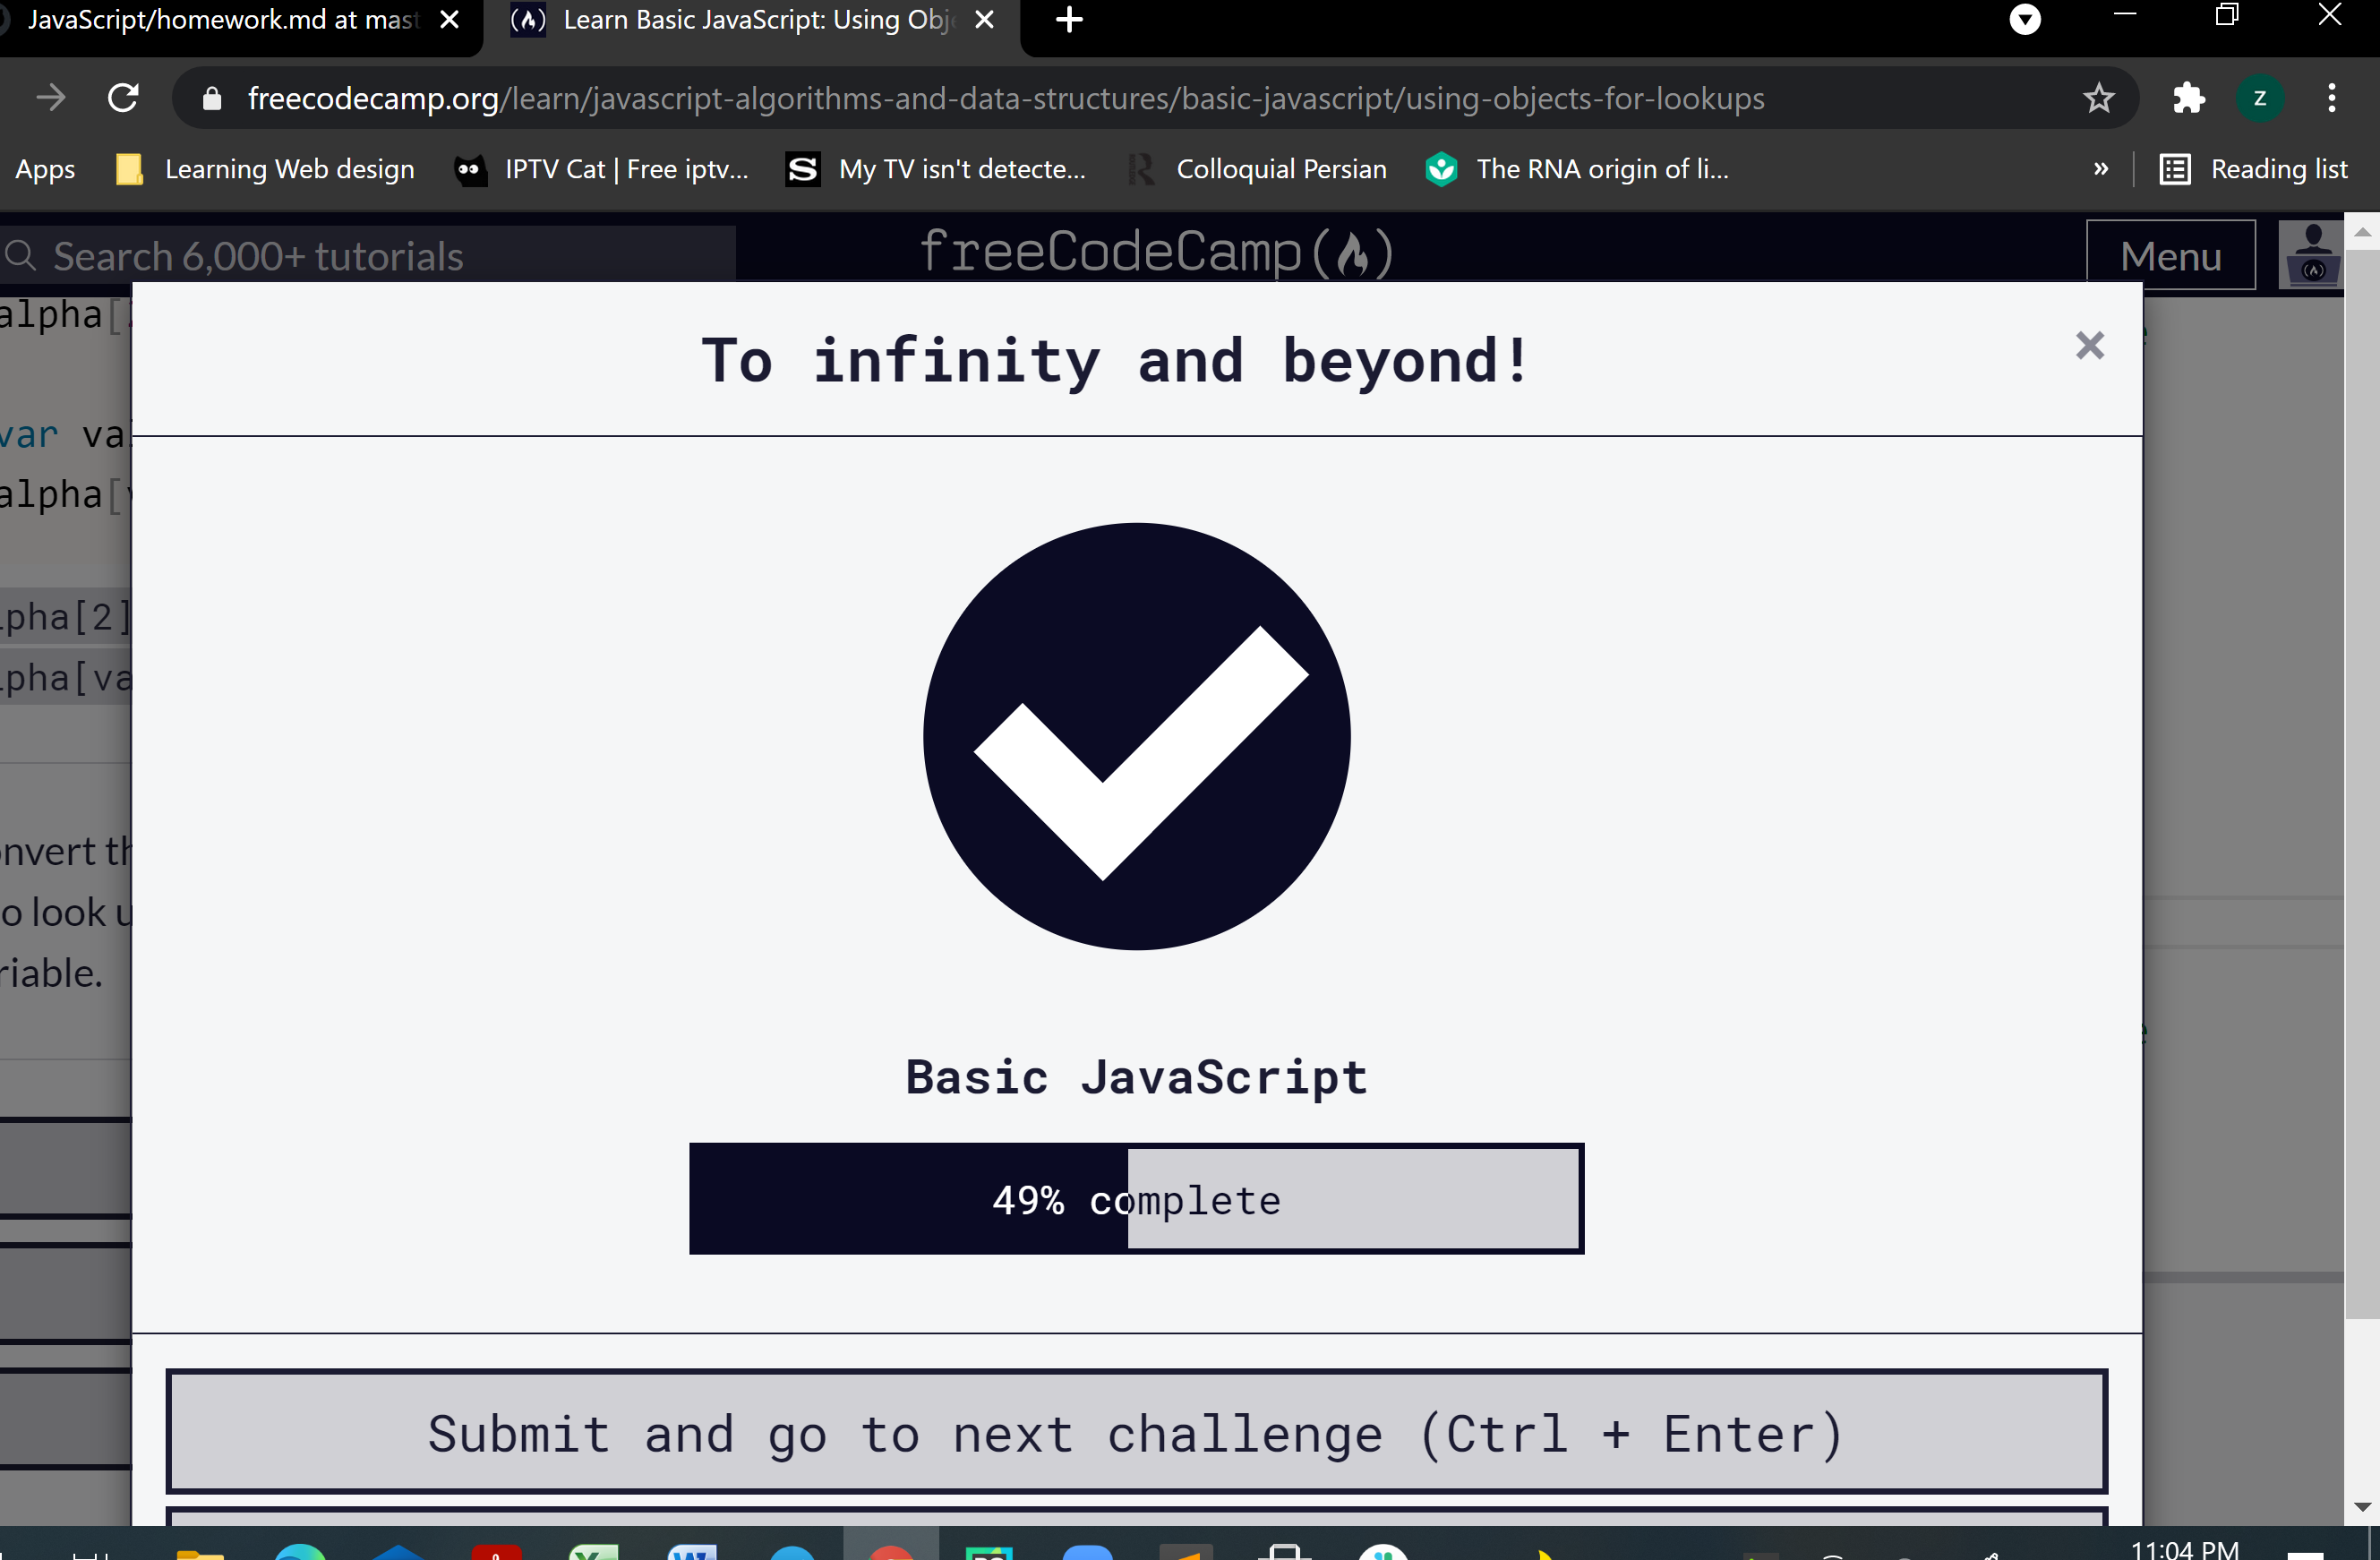 JavaScript/homework.md at mast
Learn Basic JavaScript: Using Obje
freecodecamp.org/learn/javascript-algorithms-and-data-structures/basic-javascript/using-objects-for-lookups
Z
Apps
Learning Web design
IPTV Cat | Free iptv...
My TV isn't detecte...
Colloquial Persian
The RNA origin of li...
»
Reading list
Search 6,000+ tutorials
freeCodeCamp(🔥)
Menu
alpha[
To infinity and beyond!
×
var va
alpha[
lpha[2]
lpha[va
onvert th
o look u
riable.
Basic JavaScript
49% complete
Submit and go to next challenge (Ctrl + Enter)
11:04 PM